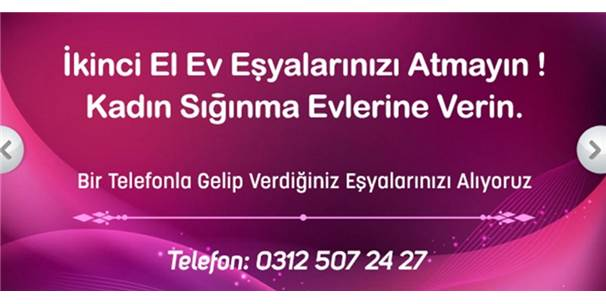 İkinci El Ev Eşyalarınızı Atmayın !
Kadın Sığınma Evlerine Verin.
Bir Telefonla Gelip Verdiğiniz Eşyalarınızı Alıyoruz
Telefon: 0312 507 24 27